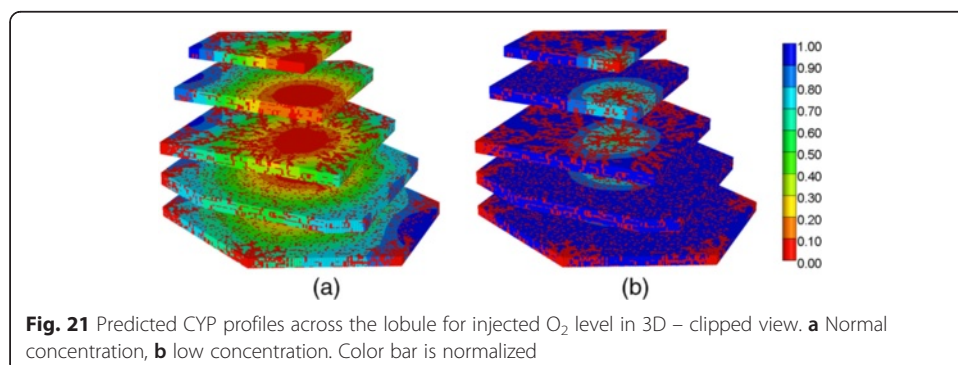 1.00
0.90
0.80
0.70
0.60
0.50
0.40
0.30
0.20
0.10
0.00
(a)
(b)
Fig. 21 Predicted CYP profiles across the lobule for injected O₂ level in 3D – clipped view. a Normal
concentration, b low concentration. Color bar is normalized